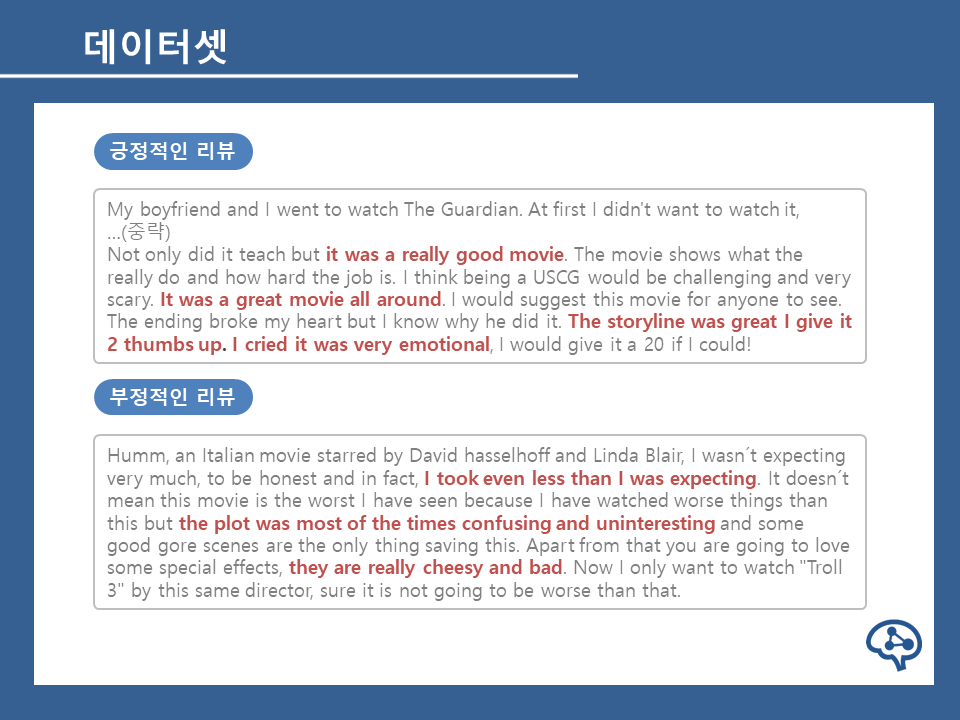 데이터셋
긍정적인 리뷰
My boyfriend and I went to watch The Guardian. At first I didn't want to watch it,
...(중략)
Not only did it teach but it was a really good movie. The movie shows what the
really do and how hard the job is. I think being a USCG would be challenging and very
scary. It was a great movie all around. I would suggest this movie for anyone to see.
The ending broke my heart but I know why he did it. The storyline was great I give it
2 thumbs up. I cried it was very emotional, I would give it a 20 if I could!
부정적인 리뷰
Humm, an Italian movie starred by David hasselhoff and Linda Blair, I wasn´t expecting
very much, to be honest and in fact, I took even less than I was expecting. It doesn´t
mean this movie is the worst I have seen because I have watched worse things than
this but the plot was most of the times confusing and uninteresting and some
good gore scenes are the only thing saving this. Apart from that you are going to love
some special effects, they are really cheesy and bad. Now I only want to watch "Troll
3" by this same director, sure it is not going to be worse than that.